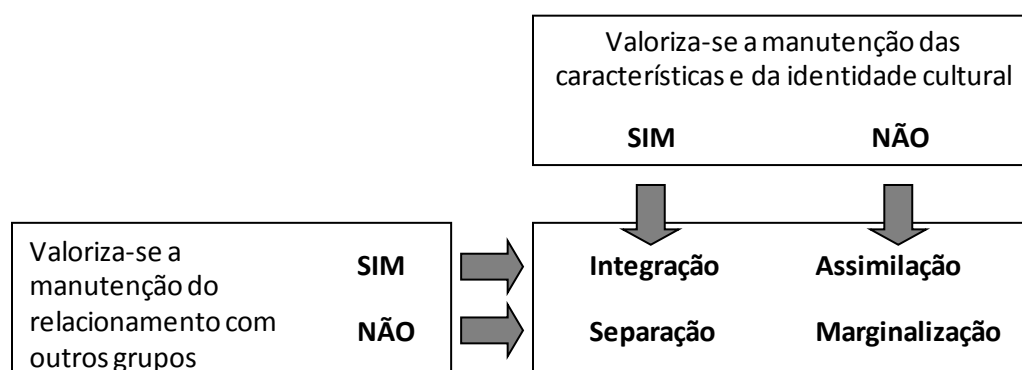 Valoriza-se a manutenção das
características e da identidade cultural
SIM NÃO
Valoriza-se a
manutenção do
relacionamento com
outros grupos
SIM
NÃO
Integração Assimilação
Separação Marginalização